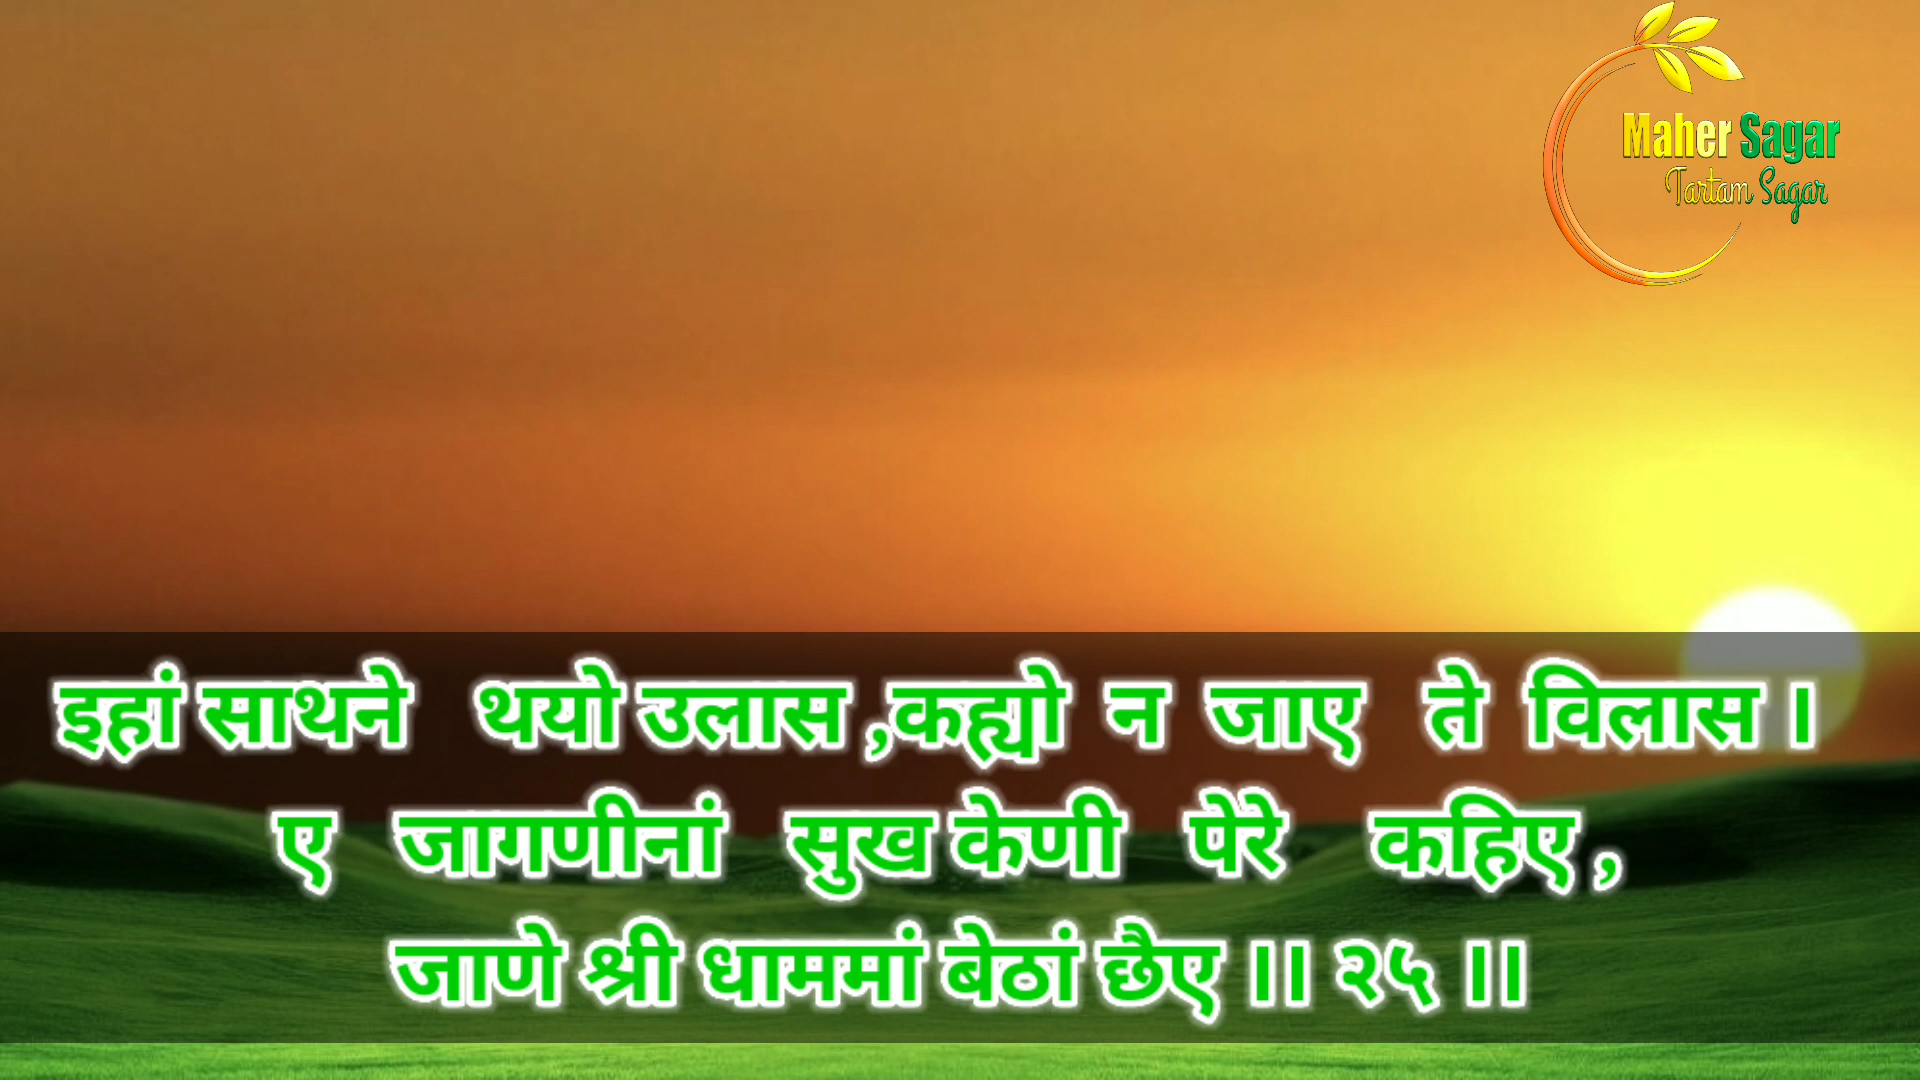 Maher Sagar
Tartam Sagar
इहां साथने थयो उलास ,कह्यो न जाए ते विलास ।
ए जागणीनां सुख केणी पेरे कहिए ,
जाणे श्री धाममां बेठां छैए ।। २५ ।।